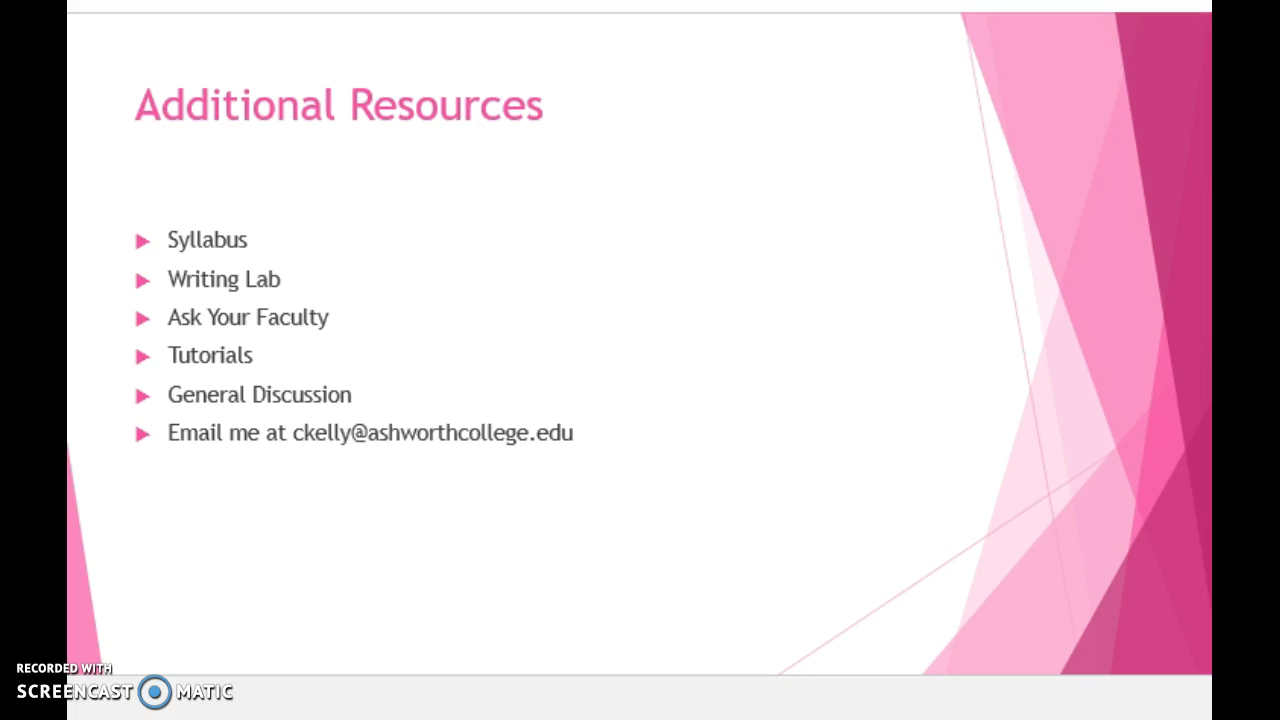 Additional Resources
Syllabus
Writing Lab
Ask Your Faculty
Tutorials
General Discussion
Email me at ckelly@ashworthcollege.edu
RECORDED WITH
SCREENCAST MATIC